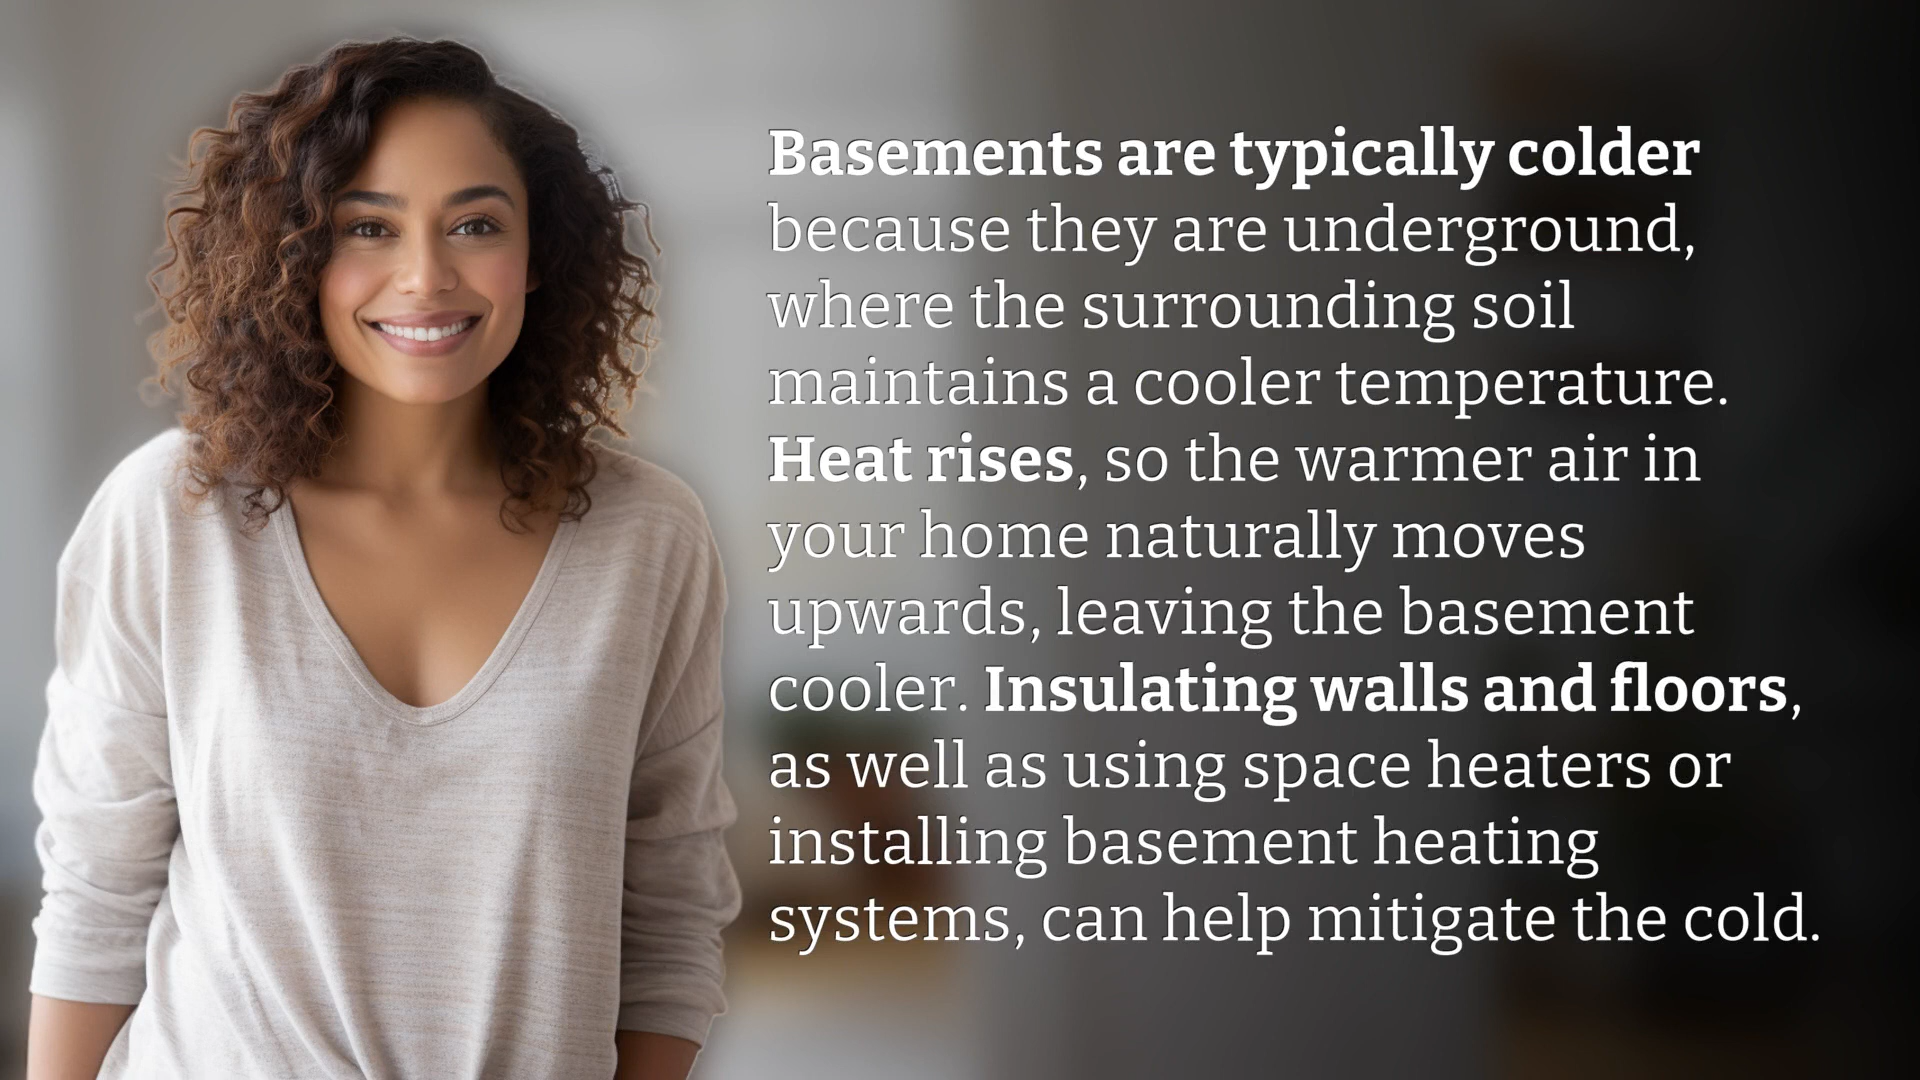 Basements are typically colder
because they are underground,
where the surrounding soil
maintains a cooler temperature.
Heat rises, so the warmer air in
your home naturally moves
upwards, leaving the basement
cooler. Insulating walls and floors,
as well as using space heaters or
installing basement heating
systems, can help mitigate the cold.